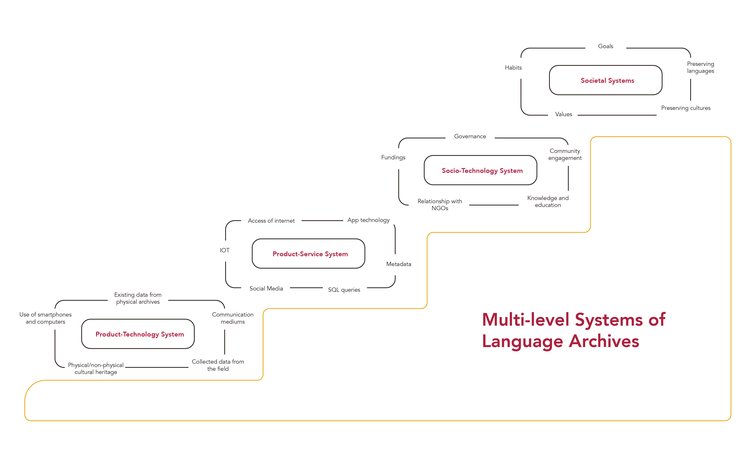 Goals
Habits
Preserving
languages
Societal Systems
Values
Preserving cultures
Governance
Fundings
Community
engagement
Socio-Technology System
Relationship with
NGOs
Knowledge and
education
Access of internet
App technology
IOT
Product-Service System
Metadata
Social Media
SQL queries
Existing data from
physical archives
Use of smartphones
and computers
Communication
mediums
Product-Technology System
Physical/non-physical
cultural heritage
Collected data from
the field
Multi-level Systems of
Language Archives